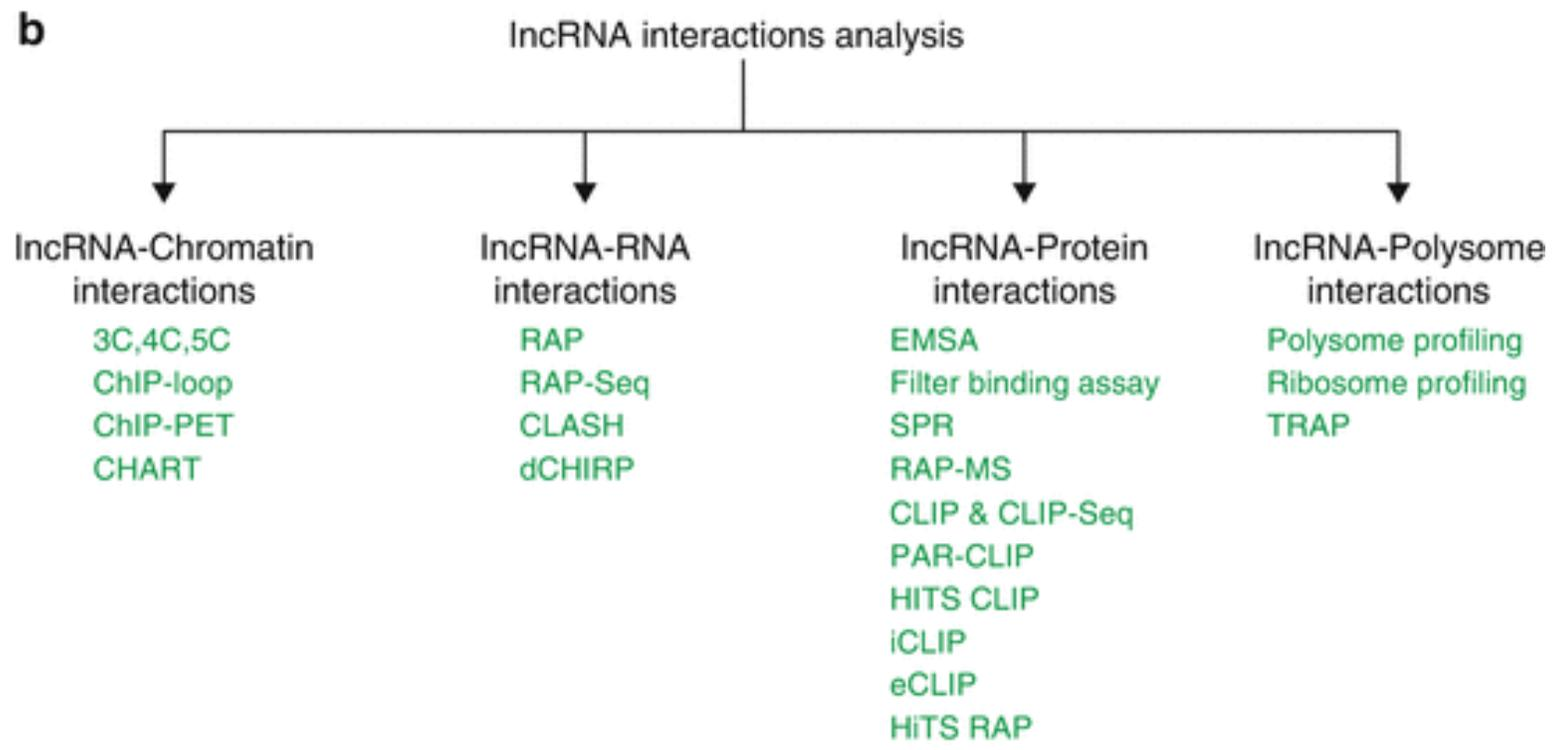 b
lncRNA interactions analysis
lncRNA-Chromatin
interactions
3C,4C,5C
ChIP-loop
ChIP-PET
CHART
lncRNA-RNA
interactions
RAP
RAP-Seq
CLASH
dCHIRP
lncRNA-Protein
interactions
EMSA
Filter binding assay
SPR
RAP-MS
CLIP & CLIP-Seq
PAR-CLIP
HITS CLIP
iCLIP
eCLIP
HiTS RAP
lncRNA-Polysome
interactions
Polysome profiling
Ribosome profiling
TRAP